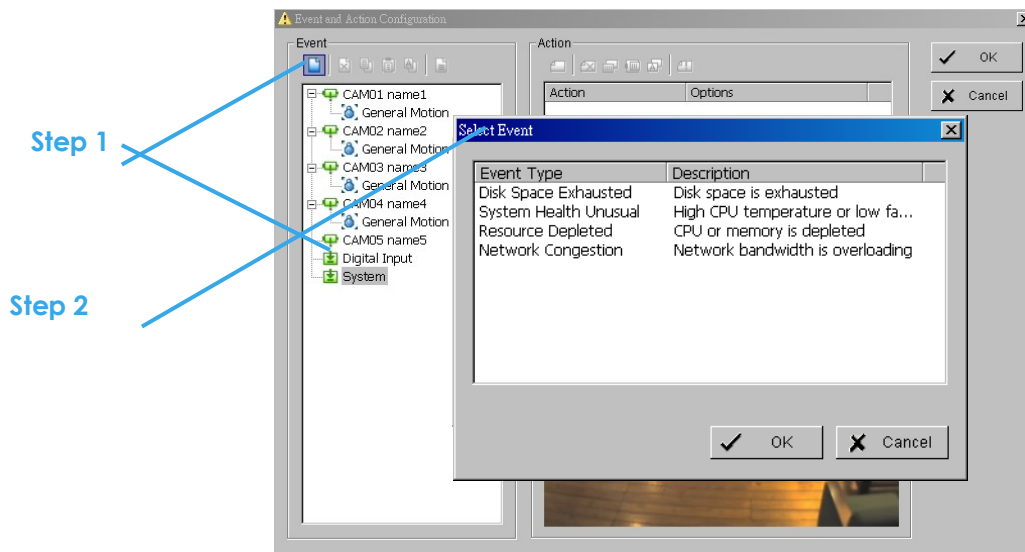 Event and Action Configuration
Event
Action
OK
Cancel
Action Options
CAM01 name1
General Motion
CAM02 name2
General Motion
CAM03 name3
General Motion
CAM04 name4
General Motion
CAM05 name5
Digital Input
System
Step 1
Step 2
Select Event
Event Type Description
Disk Space Exhausted Disk space is exhausted
System Health Unusual High CPU temperature or low fa...
Resource Depleted CPU or memory is depleted
Network Congestion Network bandwidth is overloading
OK
Cancel